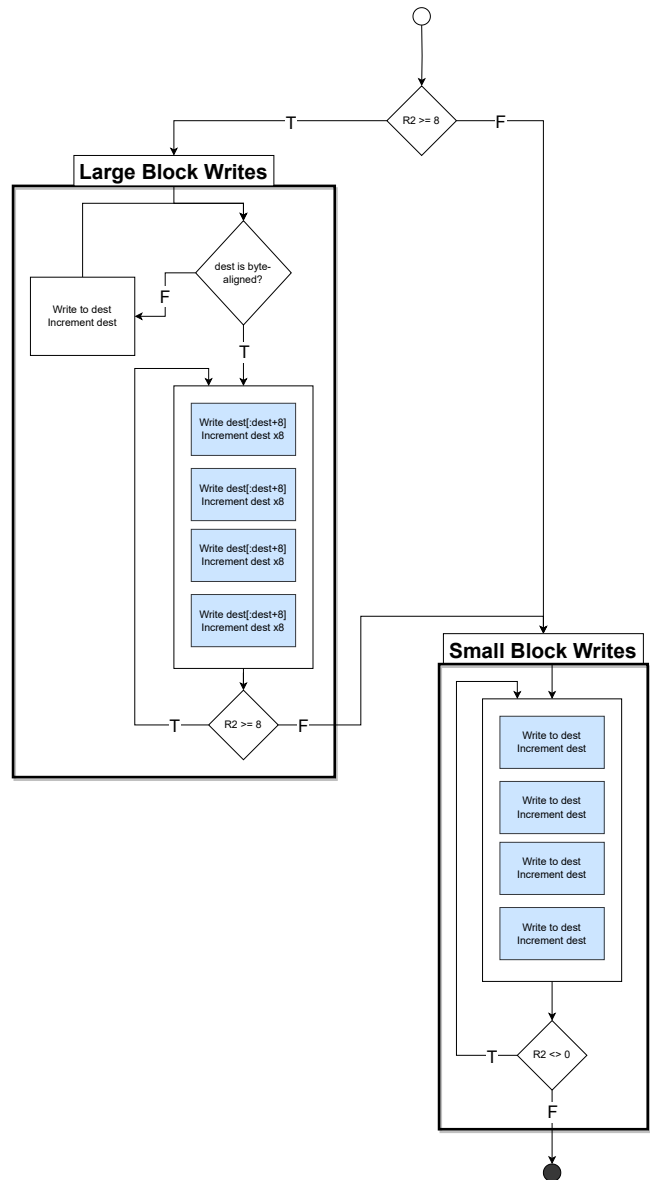 R2 >= 8
T
F
Large Block Writes
dest is byte-
aligned?
F
Write to dest
Increment dest
T
Write dest[:dest+8]
Increment dest x8
Write dest[:dest+8]
Increment dest x8
Write dest[:dest+8]
Increment dest x8
Write dest[:dest+8]
Increment dest x8
R2 >= 8
T
F
Small Block Writes
Write to dest
Increment dest
Write to dest
Increment dest
Write to dest
Increment dest
Write to dest
Increment dest
R2 <> 0
T
F